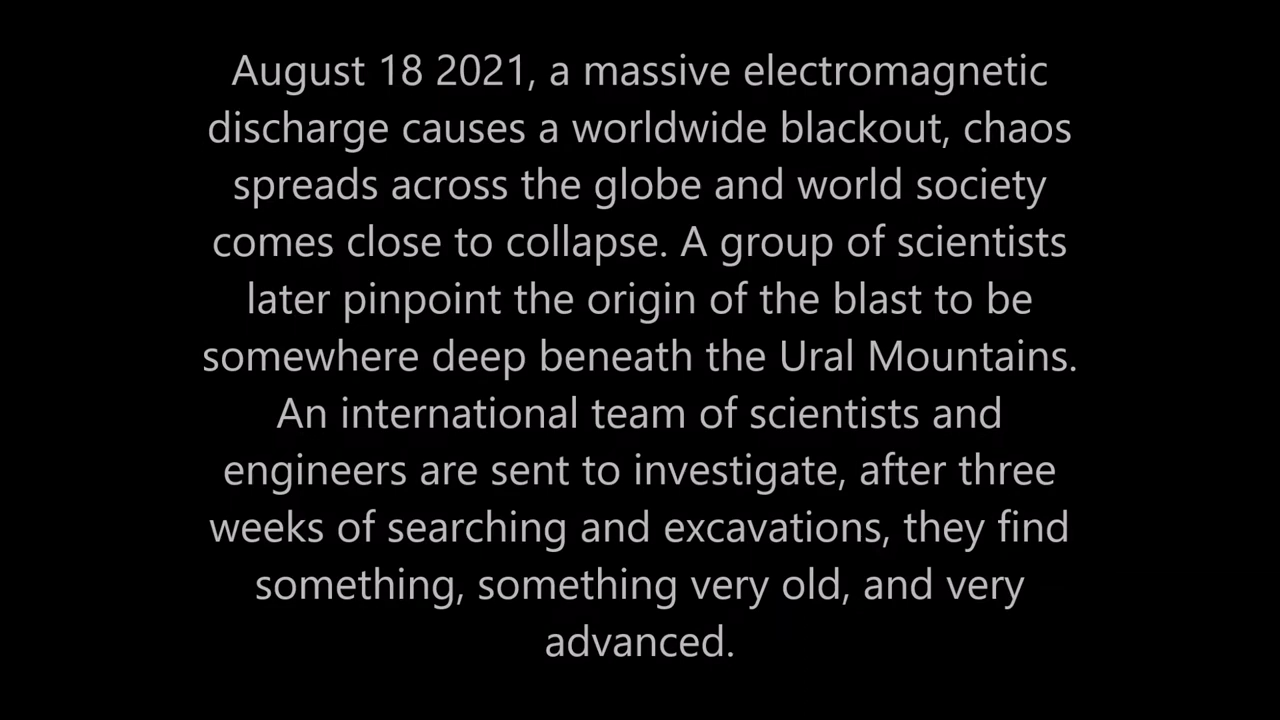 August 18 2021, a massive electromagnetic
discharge causes a worldwide blackout, chaos
spreads across the globe and world society
comes close to collapse. A group of scientists
later pinpoint the origin of the blast to be
somewhere deep beneath the Ural Mountains.
An international team of scientists and
engineers are sent to investigate, after three
weeks of searching and excavations, they find
something, something very old, and very
advanced.